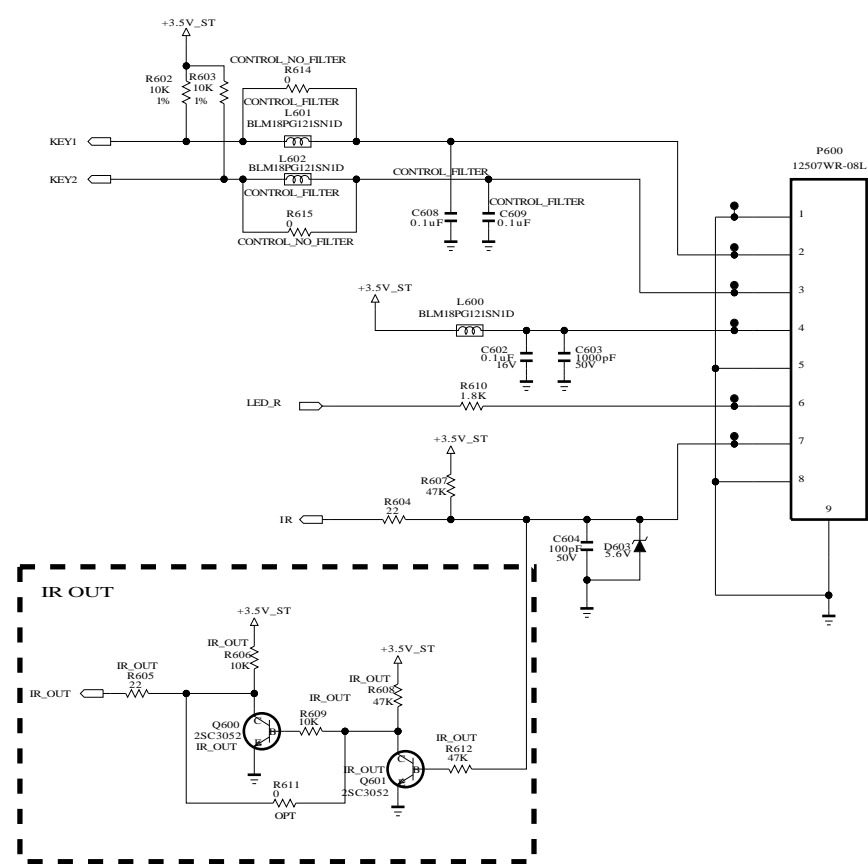 +3.5V_ST
CONTROL_NO_FILTER
R614
0
R602
10K
1%
R603
10K
1%
CONTROL_FILTER
L601
BLM18PG121SN1D
KEY1
P600
12507WR-08L
L602
BLM18PG121SN1D
KEY2
CONTROL_FILTER
CONTROL_FILTER
CONTROL_FILTER
R615
0
CONTROL_NO_FILTER
C608
0.1uF
C609
0.1uF
1
2
3
4
5
6
7
8
9
+3.5V_ST
L600
BLM18PG121SN1D
C602
0.1uF
16V
C603
1000pF
50V
R610
1.8K
LED_R
+3.5V_ST
R607
47K
R604
22
IR
C604
100pF
50V
D603
5.6V
IR OUT
+3.5V_ST
IR_OUT
R606
10K
+3.5V_ST
IR_OUT
R605
22
IR_OUT
R608
47K
IR_OUT
IR_OUT
R609
10K
Q600
2SC3052
IR_OUT
C
B
E
IR_OUT
R612
47K
IR_OUT
Q601
2SC3052
C
B
E
R611
0
OPT